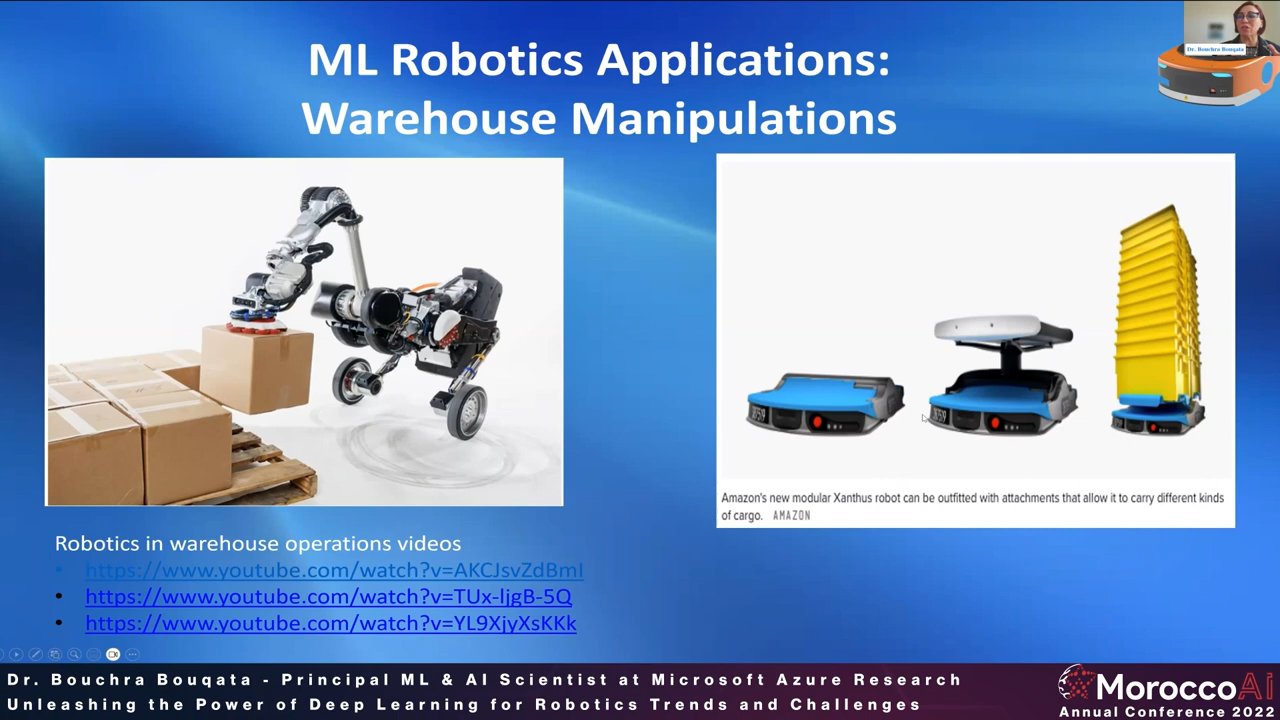 ML Robotics Applications:
Warehouse Manipulations
Dr. Bouchra Bouqata
Amazon's new modular Xanthus robot can be outfitted with attachments that allow it to carry different kinds
of cargo. AMAZON
Robotics in warehouse operations videos
• https://www.youtube.com/watch?v=AKCJsvZdBmI
• https://www.youtube.com/watch?v=TUx-ljgB-5Q
• https://www.youtube.com/watch?v=YL9XjyXsKKk
Dr. Bouchra Bouqata - Principal ML & AI Scientist at Microsoft Azure Research
Unleashing the Power of Deep Learning for Robotics Trends and Challenges
MoroccoAi
Annual Conference 2022